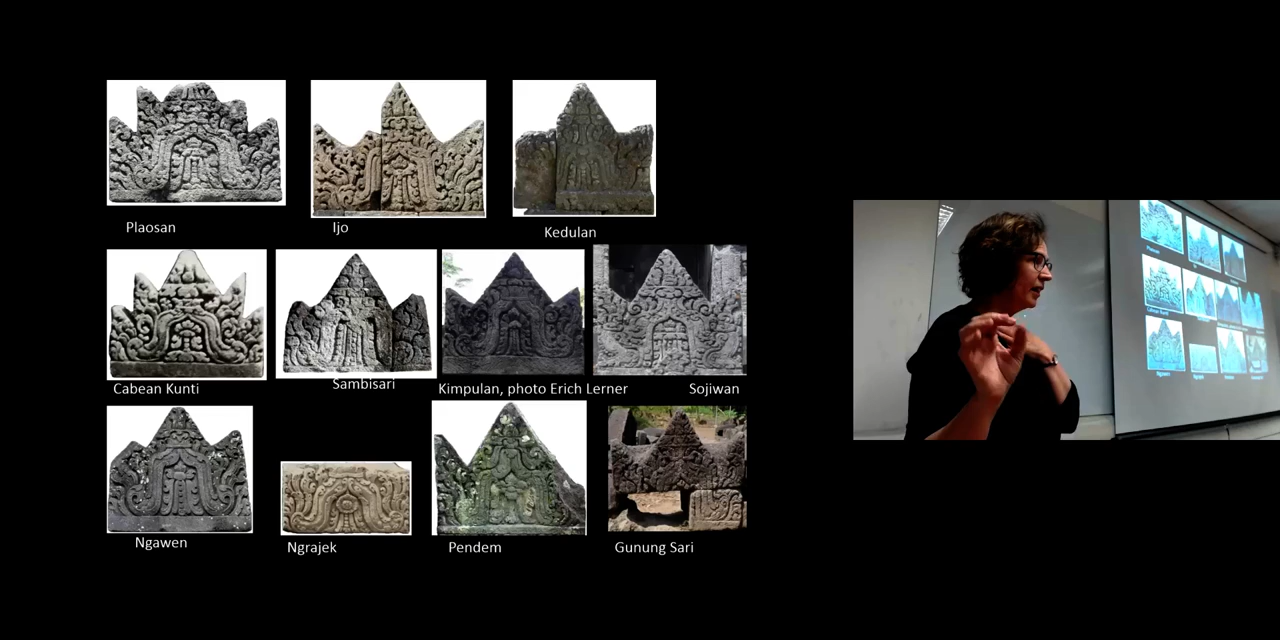 Plaosan
Ijo
Kedulan
Cabean Kunti
Sambisari
Kimpulan, photo Erich Lerner
Sojiwan
Ngawen
Ngrajek
Pendem
Gunung Sari